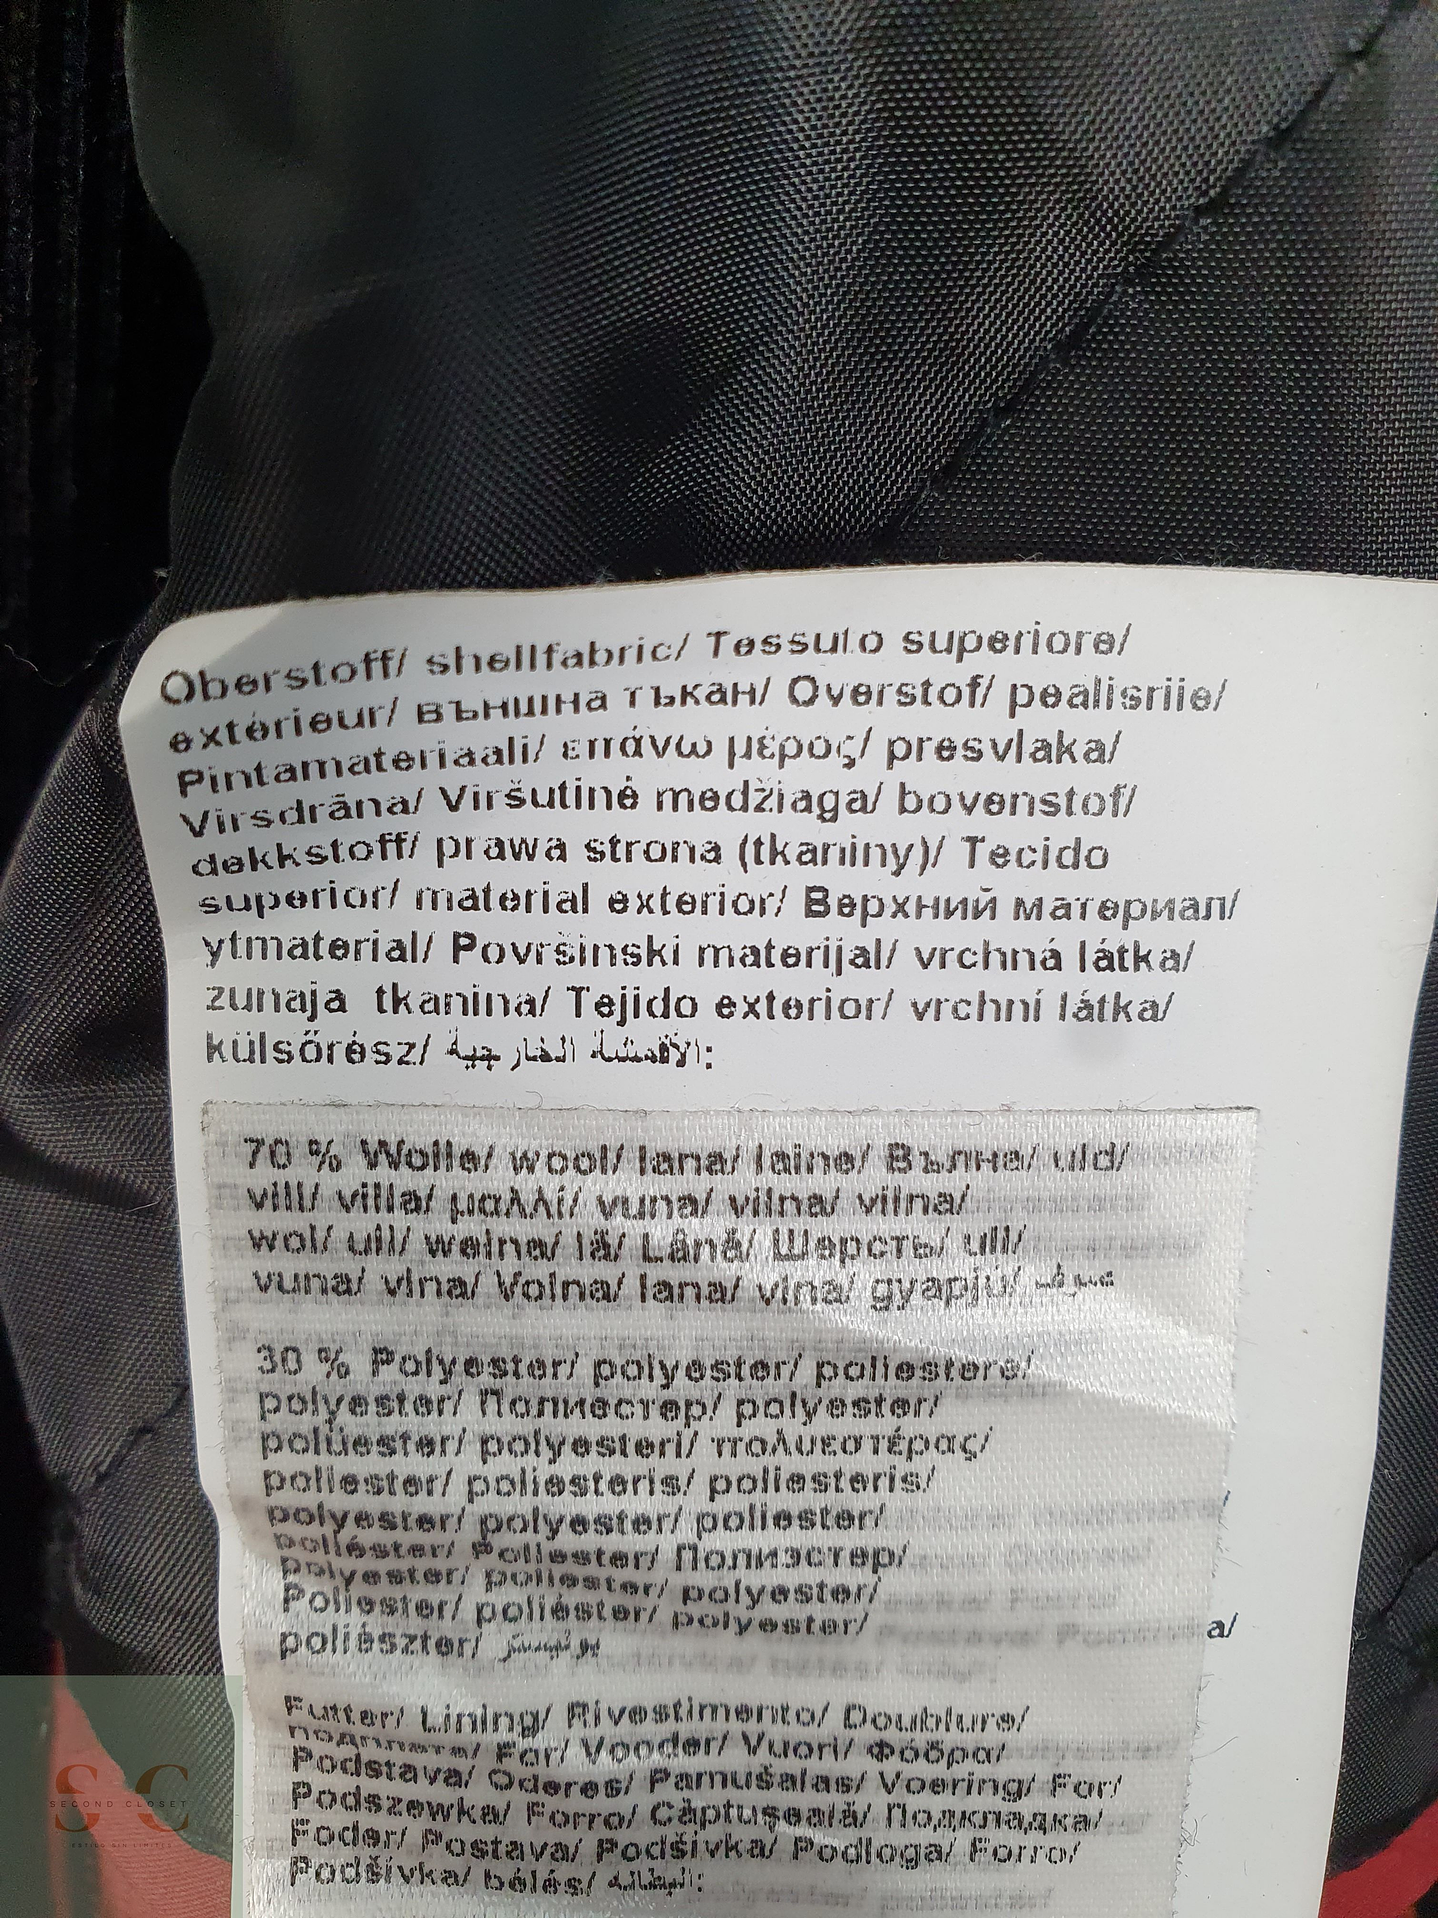 Oberstoff/ shellfabric/ Tessuto superiore/
extérieur/ външна тъкан/ Overstof/ pealisriie/
Pintamateriaali/ επάνω μέρος/ presvlaka/
Virsdrāna/ Viršutinė medžiaga/ bovenstof/
dekkstoff/ prawa strona (tkaniny)/ Tecido
superior/ material exterior/ Верхний материал/
ytmaterial/ Površinski materijal/ vrchná látka/
zunaja tkanina/ Tejido exterior/ vrchní látka/
külsőrész/ الأقمشة الخارجية:
70 % Wolle/ wool/ lana/ laine/ Вълна/ uld/
vill/ villa/ μαλλί/ vuna/ vilna/ vilna/
wol/ ull/ wełna/ lã/ Lână/ Шерсть/ ull/
vuna/ vlna/ Volna/ lana/ vlna/ gyapjú/ صوف
30 % Polyester/ polyester/ poliestere/
polyester/ Полиестер/ polyester/
polüester/ polyesteri/ πολυεστέρας/
poliester/ poliesteris/ poliesteris/
polyester/ polyester/ poliester/
poliéster/ Poliester/ Полиэстер/
polyester/ poliester/ polyester/
Poliester/ poliéster/ polyester/
poliészter/ بوليستر
a/
Futter/ Lining/ Rivestimento/ Doublure/
подплата/ For/ Vooder/ Vuori/ Φόδρα/
Podstava/ Oderes/ Pamušalas/ Voering/ For/
Podszewka/ Forro/ Căptuşeală/ Подкладка/
Foder/ Postava/ Podšívka/ Podloga/ Forro/
Podšívka/ bélés/ البطانة:
SC
SECOND CLOSET